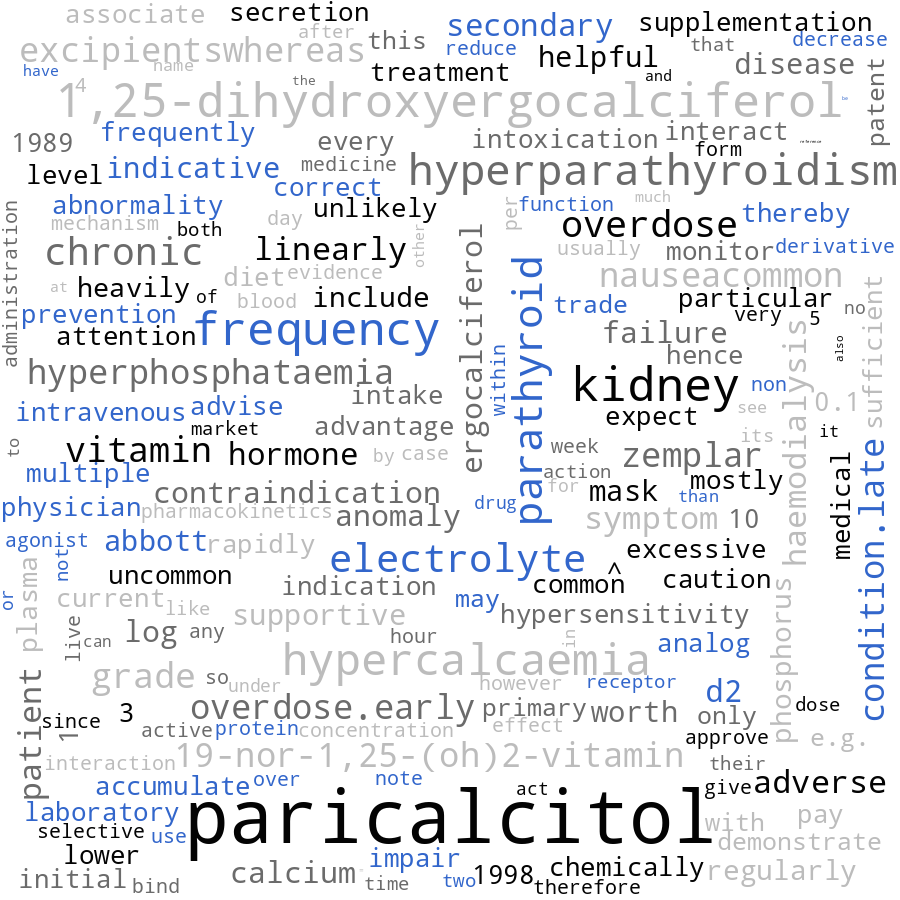 associate secretion
after
secondary supplementation
excipientswhereas this reduce that decrease
have name treatment helpful and disease
4 the
1,25-dihydroxyergocalciferol patent
1989 frequently every intoxication interact
form
level indicative medicine hyperparathyroidism
correct
abnormality unlikely per function much thereby
mechanism both day other overdose
administration chronic linearly ergocalciferol usually monitor derivative
at heavily of diet evidence nauseacommon
prevention blood include parathyroid trade particular very 5 no
attention frequency failure haemodialysis sufficient
hyperphosphataemia within hence also
intake kidney non
intravenous advise expect see 0.1
market advantage
to vitamin hormone by case week zemplar its it
multiple action for mask mostly medical
physician contraindication drug than condition.late
pharmacokinetics anomaly symptom 10
agonist abbott rapidly electrolyte excessive
or plasma not uncommon indication common ^ caution
current like may hypersensitivity phosphorus
live can log any supportive
hour in analog
patient grade so under hypercalcaemia however receptor d2
since 3 overdose.early primary worth only dose
1 active protein concentration effect approve e.g.
interaction 19-nor-1,25-(oh)2-vitamin their
accumulate over note act give adverse
laboratory paricalcitol with pay
selective use demonstrate
lower impair chemically regularly
initial bind calcium time two 1998 therefore